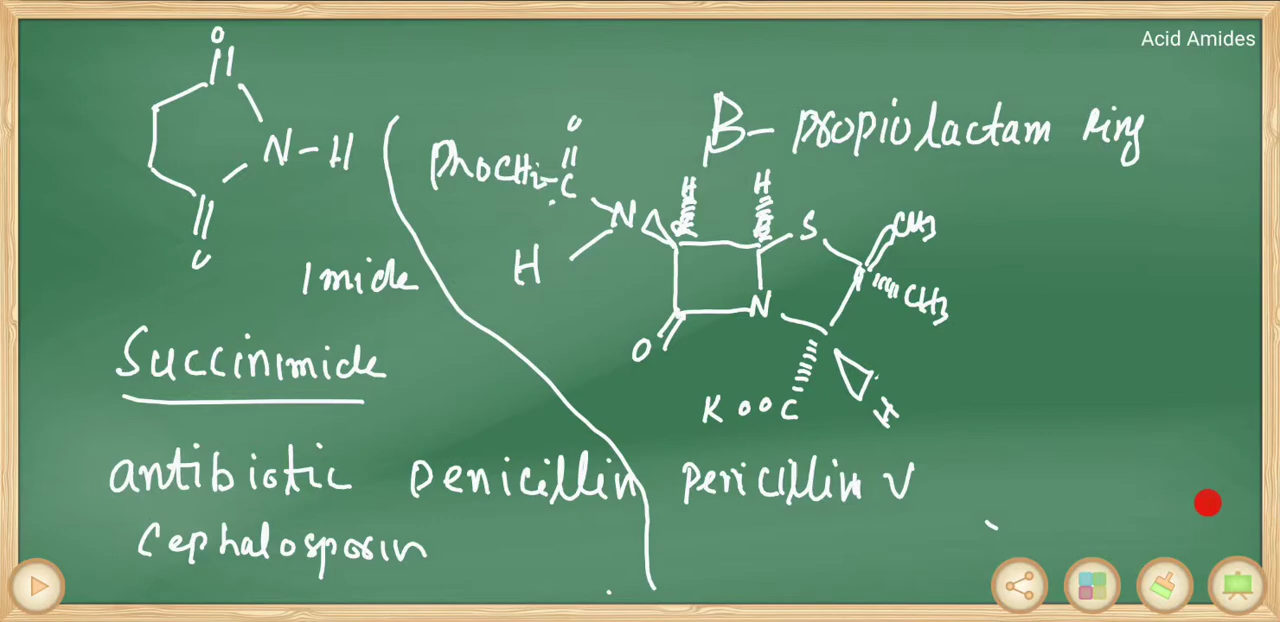 Acid Amides
O
N-H
O
Imide
Succinimide
antibiotic Penicillin
Cephalosporin
β- propiolactam ring
PhOCH2-C
O
N
H
H
H
S
CH3
CH3
N
O
KOOC
H
Penicillin V